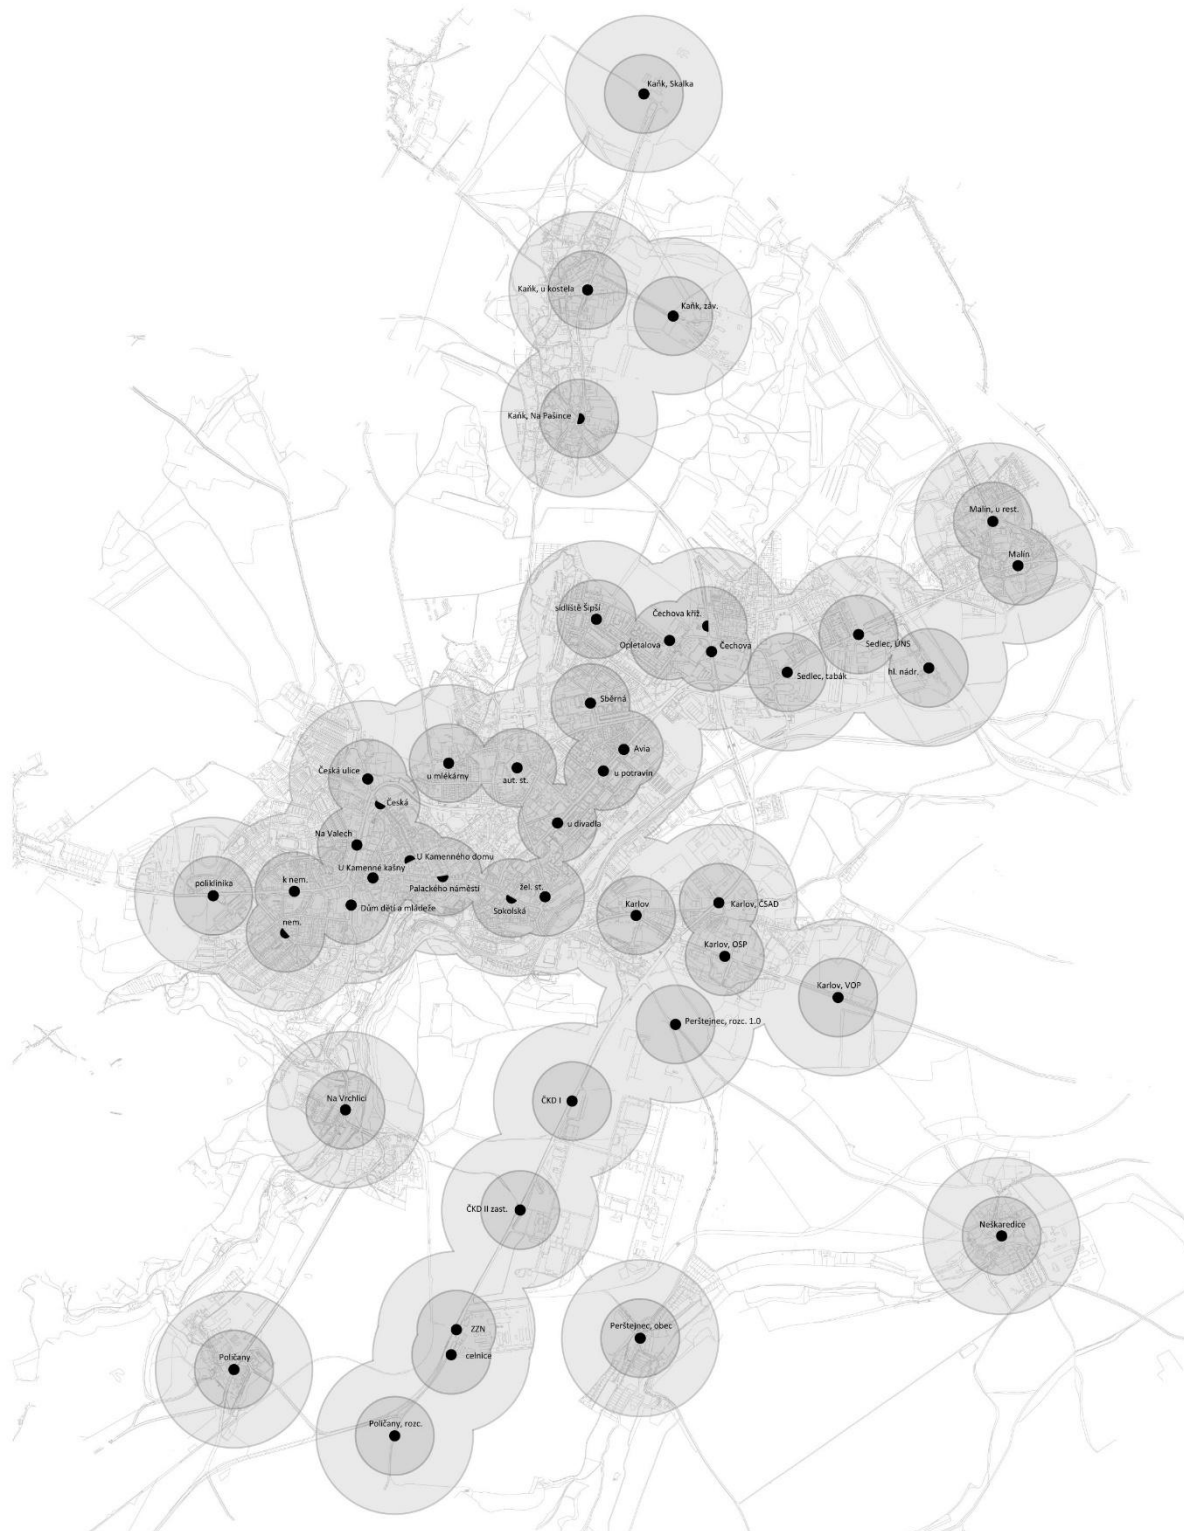 Kaňk, Skalka
Kaňk, u kostela
Kaňk, záv.
Kaňk, Na Pašince
Malín, u rest.
Malín
sídliště Šipší
Čechova křiž.
Opletalova
Čechova
Sedlec, ÚNS
Sedlec, tabák
hl. nádr.
Sběrná
Avia
u potravin
Česká ulice
u mlékárny
aut. st.
Česká
u divadla
Na Valech
U Kamenného domu
U Kamenné kašny
poliklinika
k nem.
Palackého náměstí
žel. st.
Sokolská
Dům dětí a mládeže
nem.
Karlov
Karlov, ČSAD
Karlov, OSP
Karlov, VOP
Perštejnec, rozc. 1.0
Na Vrchlici
ČKD I
ČKD II zast.
Neškaredice
ZZN
celnice
Perštejnec, obec
Poličany
Poličany, rozc.